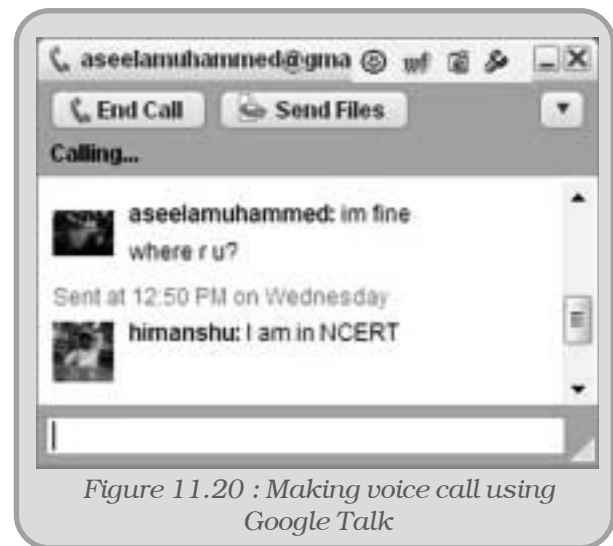 aseelamuhammed@gma
End Call Send Files
Calling...
aseelamuhammed: im fine
where r u?
Sent at 12:50 PM on Wednesday
himanshu: I am in NCERT
Figure 11.20 : Making voice call using
Google Talk